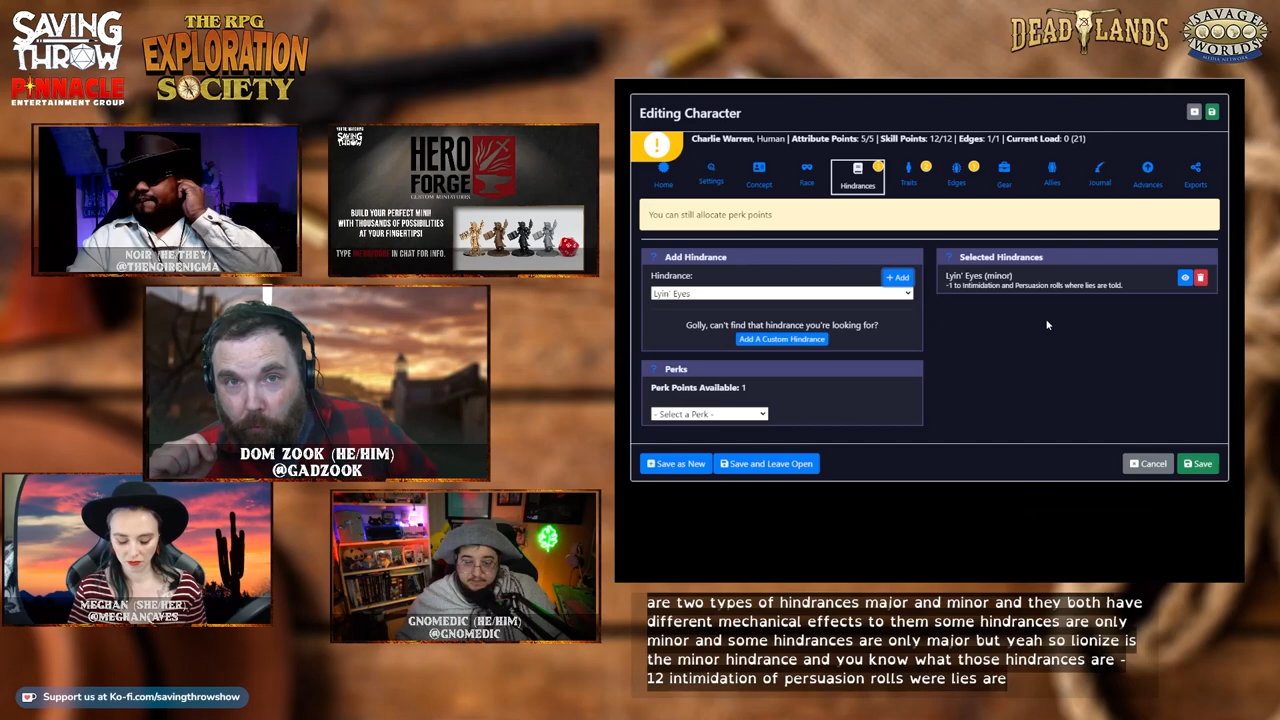 SAVING
THROW
PINNACLE
ENTERTAINMENT GROUP
THE RPG
EXPLORATION
SOCIETY
DEADLANDS
SAVAGE
WORLDS
MEDIA NETWORK
NOIR (HE/THEY)
@THENOIRENIGMA
SAVING
THROW
HERO
FORGE
CUSTOM MINIATURES
BUILD YOUR PERFECT MINI!
WITH THOUSANDS OF POSSIBILITIES
AT YOUR FINGERTIPS!
IN CHAT FOR INFO.
DOM ZOOK (HE/HIM)
@GADZOOK
MEGHAN (SHE/HER)
@MEGHANCAVES
GNOMEDIC (HE/HIM)
@GNOMEDIC
Support us at Ko-fi.com/savingthrowshow
Editing Character
Charlie Warren, Human | Attribute Points: 5/5 | Skill Points: 12/12 | Edges: 1/1 | Current Load: 0 (21)
Home Settings Concept Race Hindrances Traits Edges Gear Allies Journal Advances Exports
You can still allocate perk points
? Add Hindrance
Hindrance:
+ Add
Lyin' Eyes
Golly, can't find that hindrance you're looking for?
Add A Custom Hindrance
? Perks
Perk Points Available: 1
- Select a Perk -
? Selected Hindrances
Lyin' Eyes (minor)
-1 to Intimidation and Persuasion rolls where lies are told.
Save as New
Save and Leave Open
Cancel
Save
are two types of hindrances major and minor and they both have
different mechanical effects to them some hindrances are only
minor and some hindrances are only major but yeah so lionize is
the minor hindrance and you know what those hindrances are -
12 intimidation of persuasion rolls were lies are